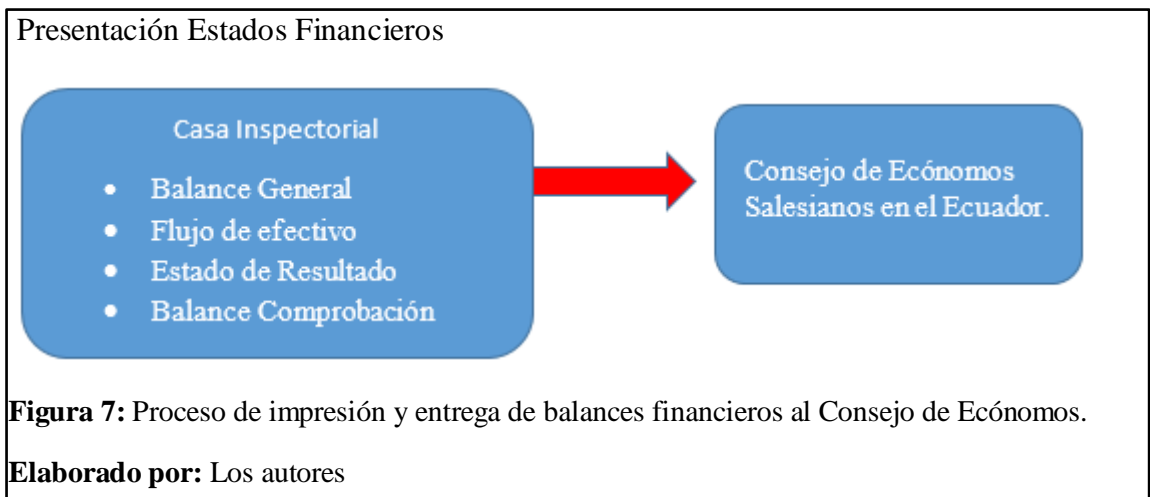 Presentación Estados Financieros
Casa Inspectorial
• Balance General
• Flujo de efectivo
• Estado de Resultado
• Balance Comprobación
Consejo de Ecónomos
Salesianos en el Ecuador.
Figura 7: Proceso de impresión y entrega de balances financieros al Consejo de Ecónomos.
Elaborado por: Los autores